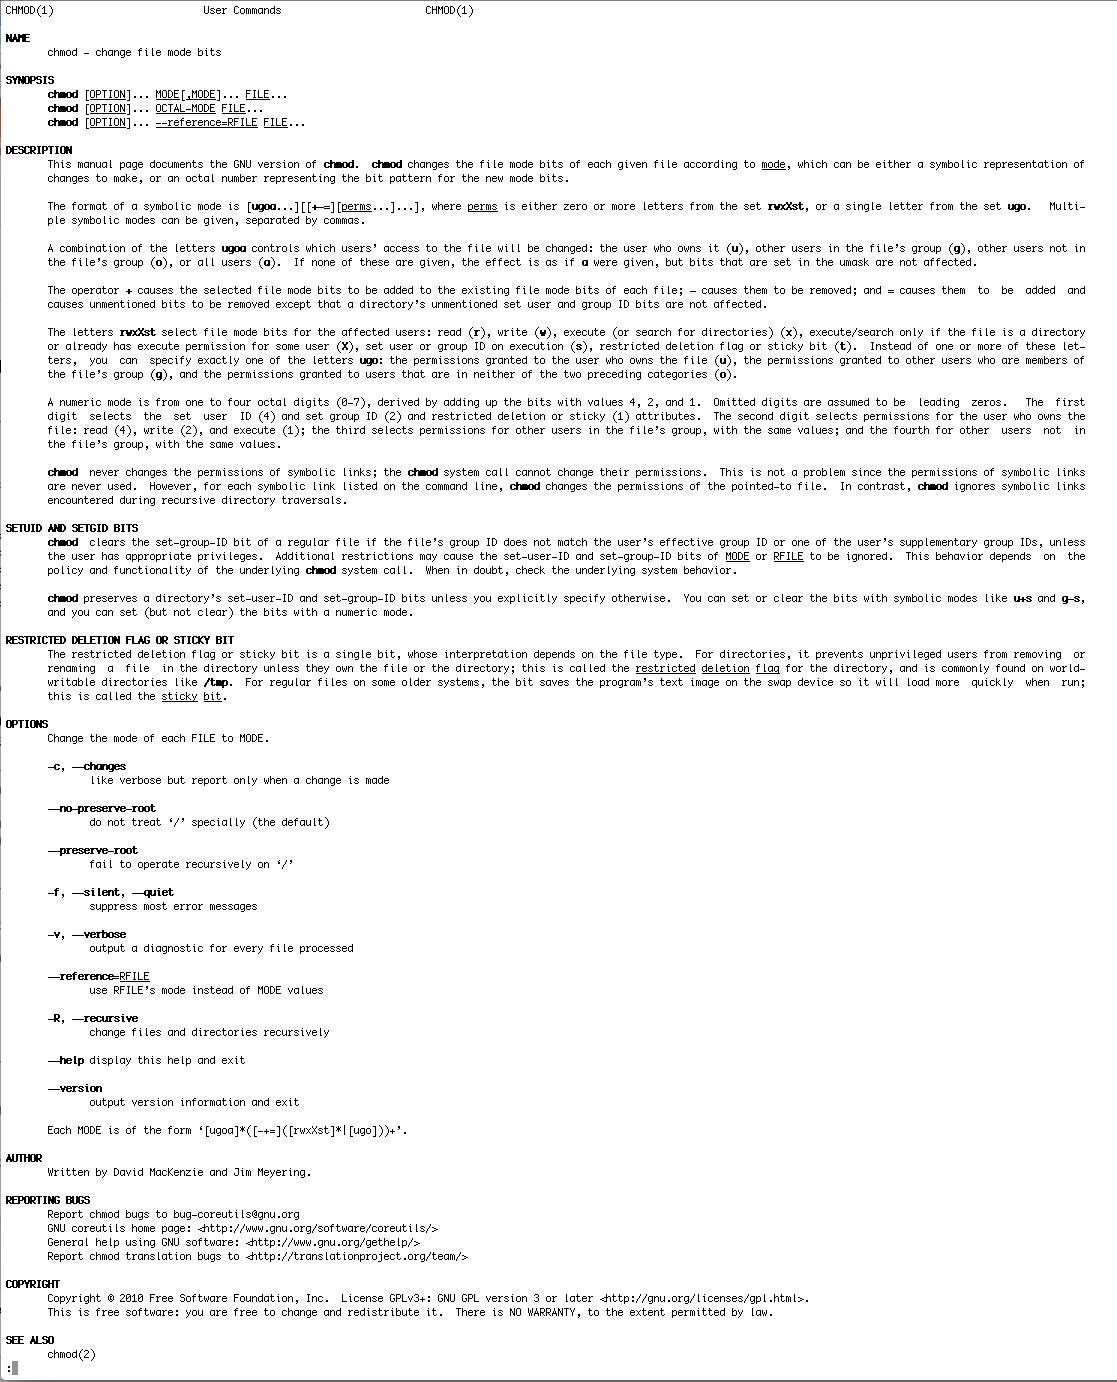 CHMOD(1)                         User Commands                        CHMOD(1)
NAME
chmod - change file mode bits
SYNOPSIS
chmod [OPTION]... MODE[,MODE]... FILE...
chmod [OPTION]... OCTAL-MODE FILE...
chmod [OPTION]... --reference=RFILE FILE...
DESCRIPTION
This manual page documents the GNU version of chmod.  chmod changes the file mode bits of each given file according to mode, which can be either a symbolic representation of
changes to make, or an octal number representing the bit pattern for the new mode bits.
The format of a symbolic mode is [ugoa...][[+-=][perms...]...], where perms is either zero or more letters from the set rwxXst, or a single letter from the set ugo.   Multi-
ple symbolic modes can be given, separated by commas.
A combination of the letters ugoa controls which users' access to the file will be changed: the user who owns it (u), other users in the file's group (g), other users not in
the file's group (o), or all users (a).  If none of these are given, the effect is as if a were given, but bits that are set in the umask are not affected.
The operator + causes the selected file mode bits to be added to the existing file mode bits of each file; - causes them to be removed; and = causes them  to  be  added  and
causes unmentioned bits to be removed except that a directory's unmentioned set user and group ID bits are not affected.
The letters rwxXst select file mode bits for the affected users: read (r), write (w), execute (or search for directories) (x), execute/search only if the file is a directory
or already has execute permission for some user (X), set user or group ID on execution (s), restricted deletion flag or sticky bit (t).  Instead of one or more of these let-
ters,  you  can  specify exactly one of the letters ugo: the permissions granted to the user who owns the file (u), the permissions granted to other users who are members of
the file's group (g), and the permissions granted to users that are in neither of the two preceding categories (o).
A numeric mode is from one to four octal digits (0-7), derived by adding up the bits with values 4, 2, and 1.  Omitted digits are assumed to be  leading  zeros.   The  first
digit  selects  the  set  user  ID (4) and set group ID (2) and restricted deletion or sticky (1) attributes.  The second digit selects permissions for the user who owns the
file: read (4), write (2), and execute (1); the third selects permissions for other users in the file's group, with the same values; and the fourth for other  users  not  in
the file's group, with the same values.
chmod  never changes the permissions of symbolic links; the chmod system call cannot change their permissions.  This is not a problem since the permissions of symbolic links
are never used.  However, for each symbolic link listed on the command line, chmod changes the permissions of the pointed-to file.  In contrast, chmod ignores symbolic links
encountered during recursive directory traversals.
SETUID AND SETGID BITS
chmod  clears the set-group-ID bit of a regular file if the file's group ID does not match the user's effective group ID or one of the user's supplementary group IDs, unless
the user has appropriate privileges.  Additional restrictions may cause the set-user-ID and set-group-ID bits of MODE or RFILE to be ignored.  This behavior depends  on  the
policy and functionality of the underlying chmod system call.  When in doubt, check the underlying system behavior.
chmod preserves a directory's set-user-ID and set-group-ID bits unless you explicitly specify otherwise.  You can set or clear the bits with symbolic modes like u+s and g-s,
and you can set (but not clear) the bits with a numeric mode.
RESTRICTED DELETION FLAG OR STICKY BIT
The restricted deletion flag or sticky bit is a single bit, whose interpretation depends on the file type.  For directories, it prevents unprivileged users from removing  or
renaming  a  file  in the directory unless they own the file or the directory; this is called the restricted deletion flag for the directory, and is commonly found on world-
writable directories like /tmp.  For regular files on some older systems, the bit saves the program's text image on the swap device so it will load more  quickly  when  run;
this is called the sticky bit.
OPTIONS
Change the mode of each FILE to MODE.
-c, --changes
like verbose but report only when a change is made
--no-preserve-root
do not treat ‘/’ specially (the default)
--preserve-root
fail to operate recursively on ‘/’
-f, --silent, --quiet
suppress most error messages
-v, --verbose
output a diagnostic for every file processed
--reference=RFILE
use RFILE's mode instead of MODE values
-R, --recursive
change files and directories recursively
--help display this help and exit
--version
output version information and exit
Each MODE is of the form ‘[ugoa]*([-+=]([rwxXst]*|[ugo]))+’.
AUTHOR
Written by David MacKenzie and Jim Meyering.
REPORTING BUGS
Report chmod bugs to bug-coreutils@gnu.org
GNU coreutils home page: <http://www.gnu.org/software/coreutils/>
General help using GNU software: <http://www.gnu.org/gethelp/>
Report chmod translation bugs to <http://translationproject.org/team/>
COPYRIGHT
Copyright © 2010 Free Software Foundation, Inc.  License GPLv3+: GNU GPL version 3 or later <http://gnu.org/licenses/gpl.html>.
This is free software: you are free to change and redistribute it.  There is NO WARRANTY, to the extent permitted by law.
SEE ALSO
chmod(2)
: